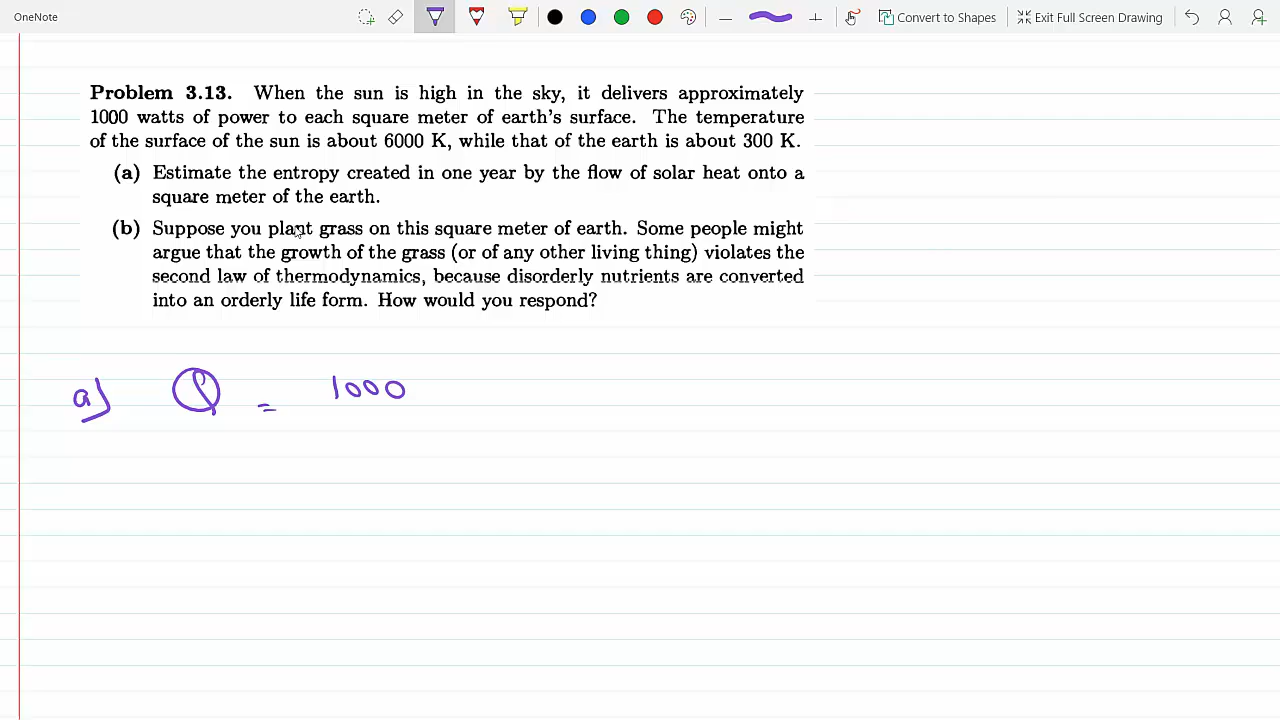 OneNote
Convert to Shapes
Exit Full Screen Drawing
Problem 3.13. When the sun is high in the sky, it delivers approximately
1000 watts of power to each square meter of earth's surface. The temperature
of the surface of the sun is about 6000 K, while that of the earth is about 300 K.
(a) Estimate the entropy created in one year by the flow of solar heat onto a
square meter of the earth.
(b) Suppose you plant grass on this square meter of earth. Some people might
argue that the growth of the grass (or of any other living thing) violates the
second law of thermodynamics, because disorderly nutrients are converted
into an orderly life form. How would you respond?
a) Q = 1000